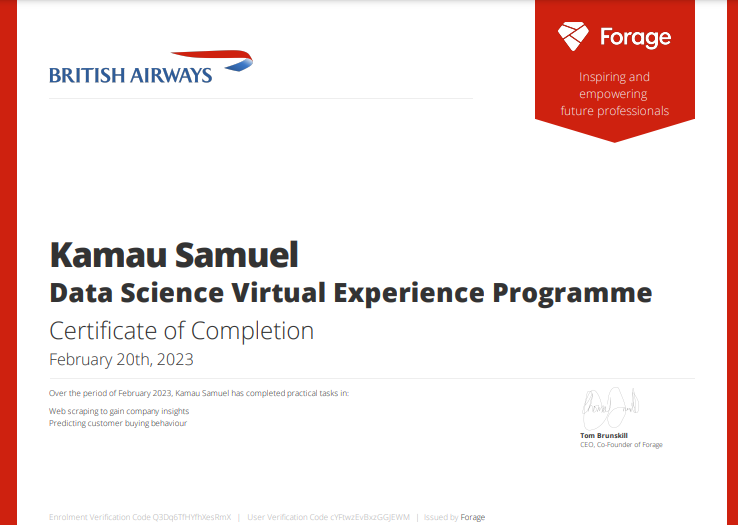 BRITISH AIRWAYS
Forage
Inspiring and
empowering
future professionals
Kamau Samuel
Data Science Virtual Experience Programme
Certificate of Completion
February 20th, 2023
Over the period of February 2023, Kamau Samuel has completed practical tasks in:
Web scraping to gain company insights
Predicting customer buying behaviour
Tom Brunskill
CEO, Co-Founder of Forage
Enrolment Verification Code Q3Dq6TfHYfhXesRmX | User Verification Code cYFtwzEvBxzGGJEWM | Issued by Forage